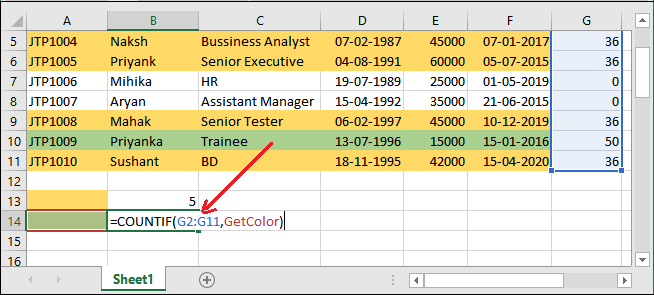 A B C D E F G
5 JTP1004 Naksh Bussiness Analyst 07-02-1987 45000 07-01-2017 36
6 JTP1005 Priyank Senior Executive 04-08-1991 60000 05-07-2015 36
7 JTP1006 Mihika HR 19-07-1989 25000 01-05-2019 0
8 JTP1007 Aryan Assistant Manager 15-04-1992 35000 21-06-2015 0
9 JTP1008 Mahak Senior Tester 06-02-1997 45000 10-12-2019 36
10 JTP1009 Priyanka Trainee 13-07-1996 15000 15-01-2016 50
11 JTP1010 Sushant BD 18-11-1995 42000 15-04-2020 36
12
13 5
14 =COUNTIF(G2:G11,GetColor)
15
16
Sheet1